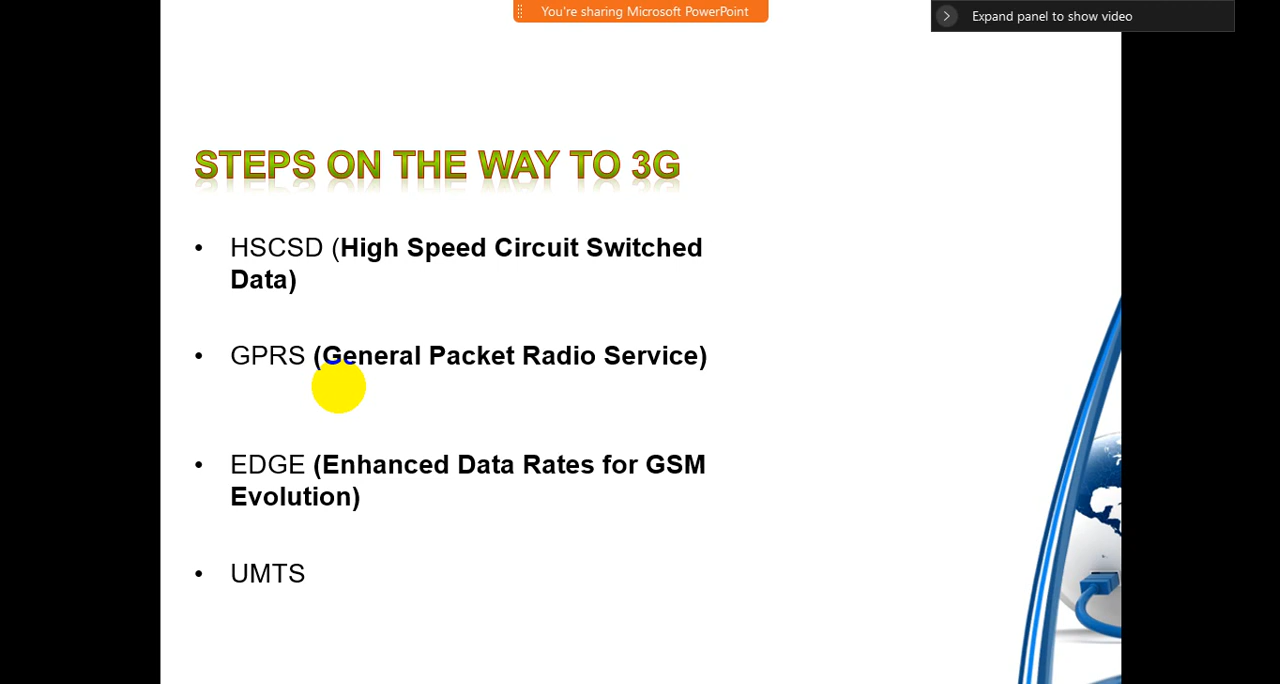 You're sharing Microsoft PowerPoint
Expand panel to show video
STEPS ON THE WAY TO 3G
• HSCSD (High Speed Circuit Switched
Data)
• GPRS (General Packet Radio Service)
• EDGE (Enhanced Data Rates for GSM
Evolution)
• UMTS